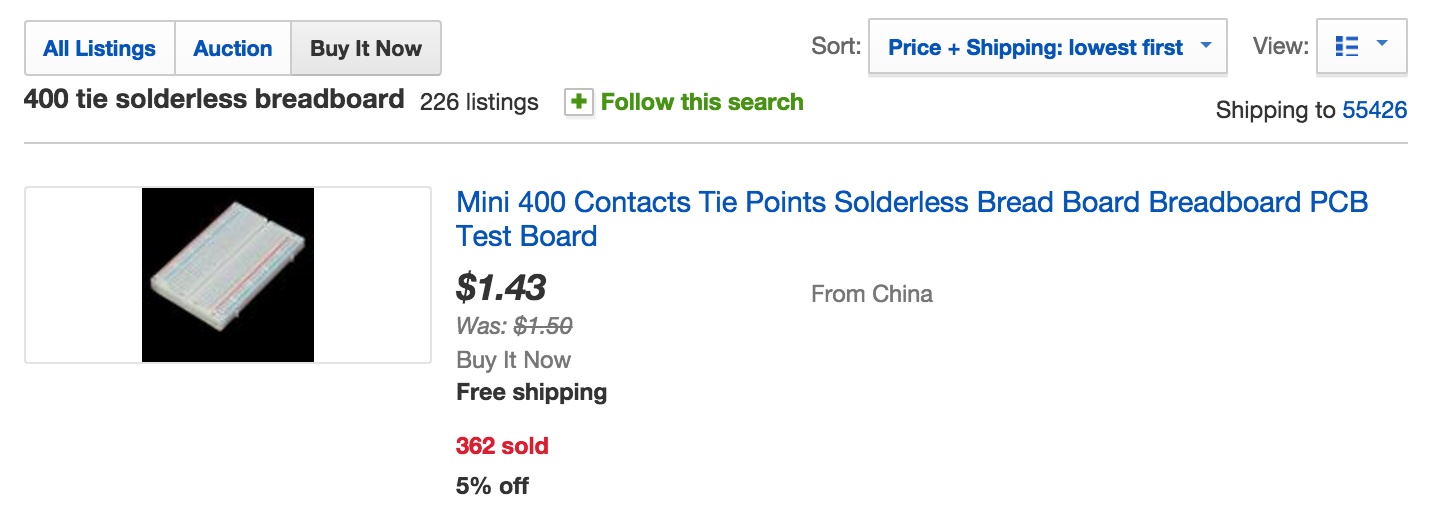 All Listings Auction Buy It Now Sort: Price + Shipping: lowest first View:
400 tie solderless breadboard 226 listings Follow this search Shipping to 55426
Mini 400 Contacts Tie Points Solderless Bread Board Breadboard PCB
Test Board
$1.43 From China
Was: $1.50
Buy It Now
Free shipping
362 sold
5% off